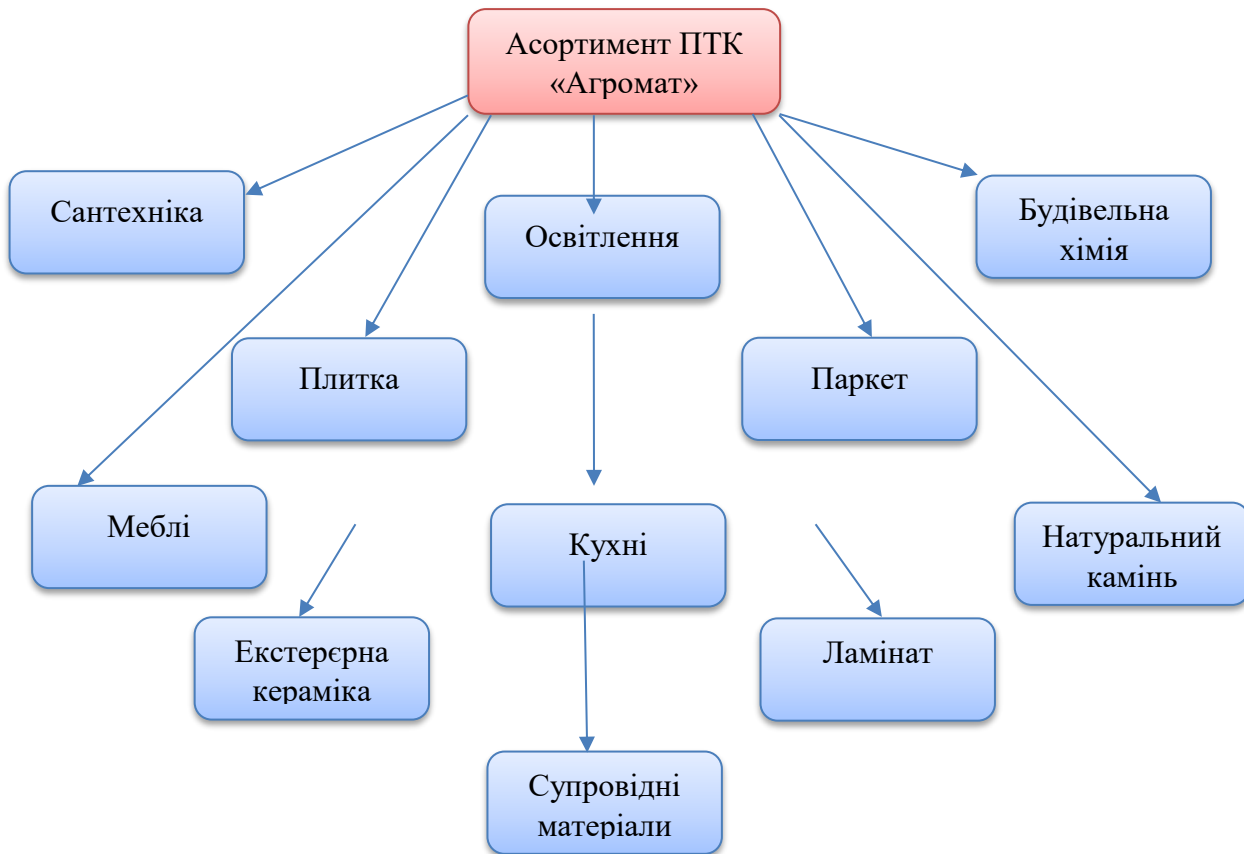 Асортимент ПТК
«Агромат»
Сантехніка
Освітлення
Будівельна
хімія
Плитка
Паркет
Меблі
Кухні
Натуральний
камінь
Екстерєрна
кераміка
Ламінат
Супровідні
матеріали